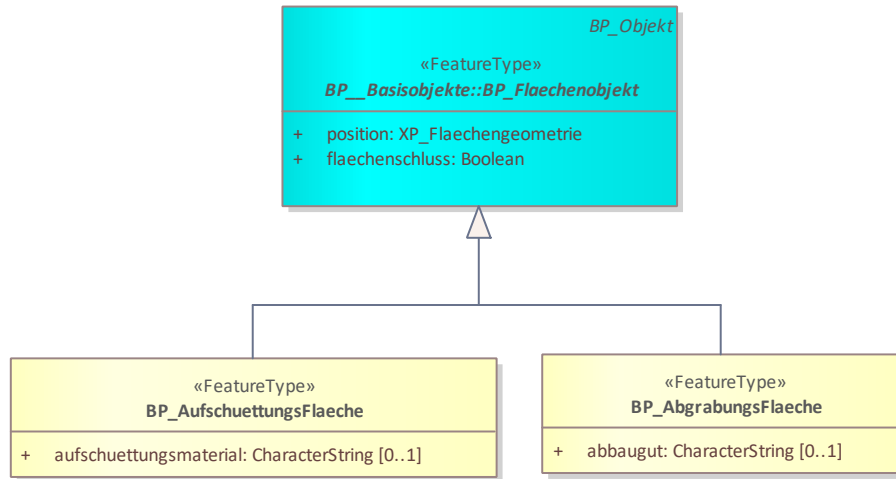 BP_Objekt
«FeatureType»
BP__Basisobjekte::BP_Flaechenobjekt
+ position: XP_Flaechengeometrie
+ flaechenschluss: Boolean
«FeatureType»
BP_AufschuettungsFlaeche
+ aufschuettungsmaterial: CharacterString [0..1]
«FeatureType»
BP_AbgrabungsFlaeche
+ abbaugut: CharacterString [0..1]